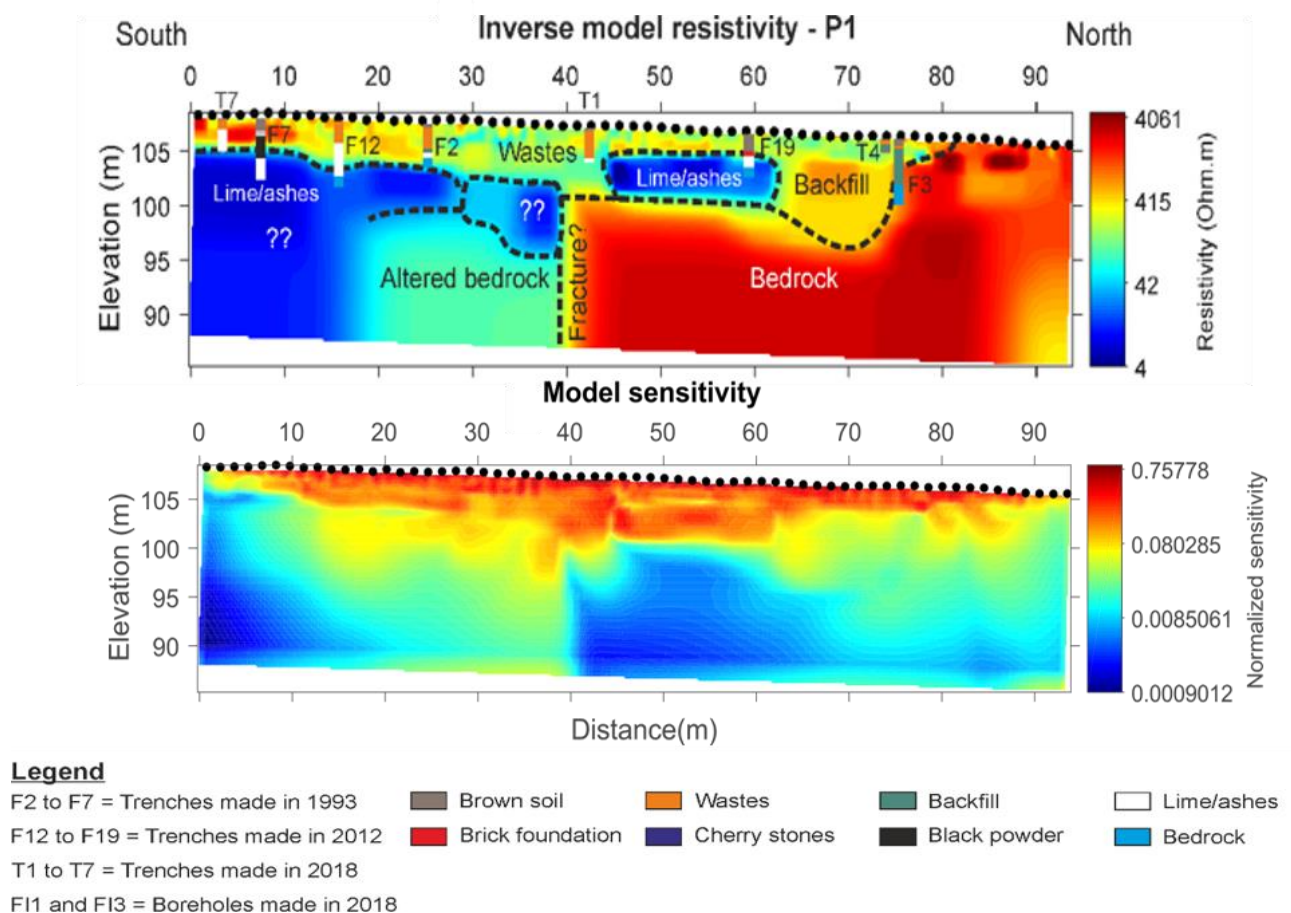 Inverse model resistivity - P1
South North
0 10 20 30 40 50 60 70 80 90
T7 T1
F7 F12 F2 Wastes F19 T4
Lime/ashes Lime/ashes Backfill F3
?? ??
Altered bedrock Fracture? Bedrock
Elevation (m)
105
100
95
90
4061
415
42
4
Resistivity (Ohm.m)
Model sensitivity
0 10 20 30 40 50 60 70 80 90
Elevation (m)
105
100
95
90
0.75778
0.080285
0.0085061
0.0009012
Normalized sensitivity
Distance(m)
Legend
F2 to F7 = Trenches made in 1993 Brown soil Wastes Backfill Lime/ashes
F12 to F19 = Trenches made in 2012 Brick foundation Cherry stones Black powder Bedrock
T1 to T7 = Trenches made in 2018
FI1 and FI3 = Boreholes made in 2018